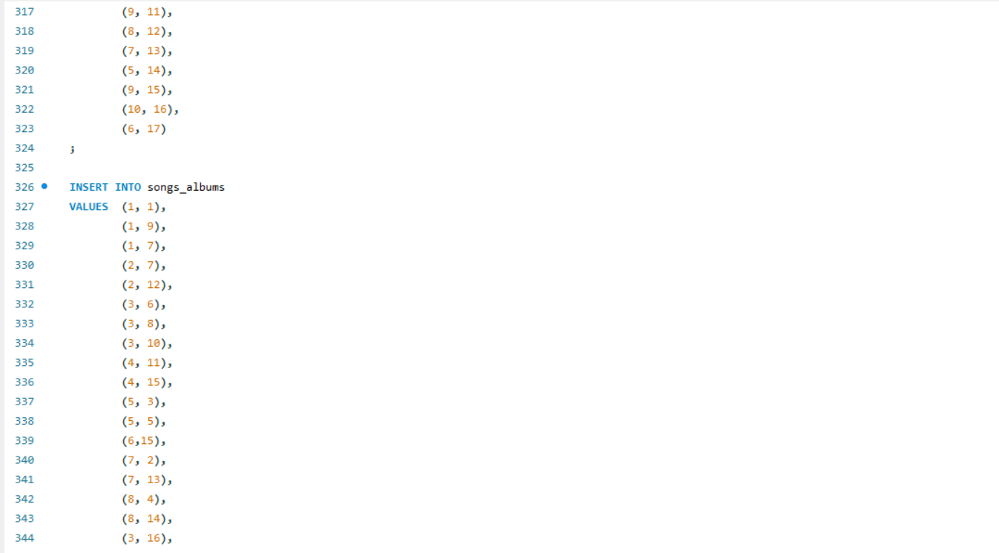 317 (9, 11),
318 (8, 12),
319 (7, 13),
320 (5, 14),
321 (9, 15),
322 (10, 16),
323 (6, 17)
324 ;
325
326 INSERT INTO songs_albums
327 VALUES (1, 1),
328 (1, 9),
329 (1, 7),
330 (2, 7),
331 (2, 12),
332 (3, 6),
333 (3, 8),
334 (3, 10),
335 (4, 11),
336 (4, 15),
337 (5, 3),
338 (5, 5),
339 (6,15),
340 (7, 2),
341 (7, 13),
342 (8, 4),
343 (8, 14),
344 (3, 16),